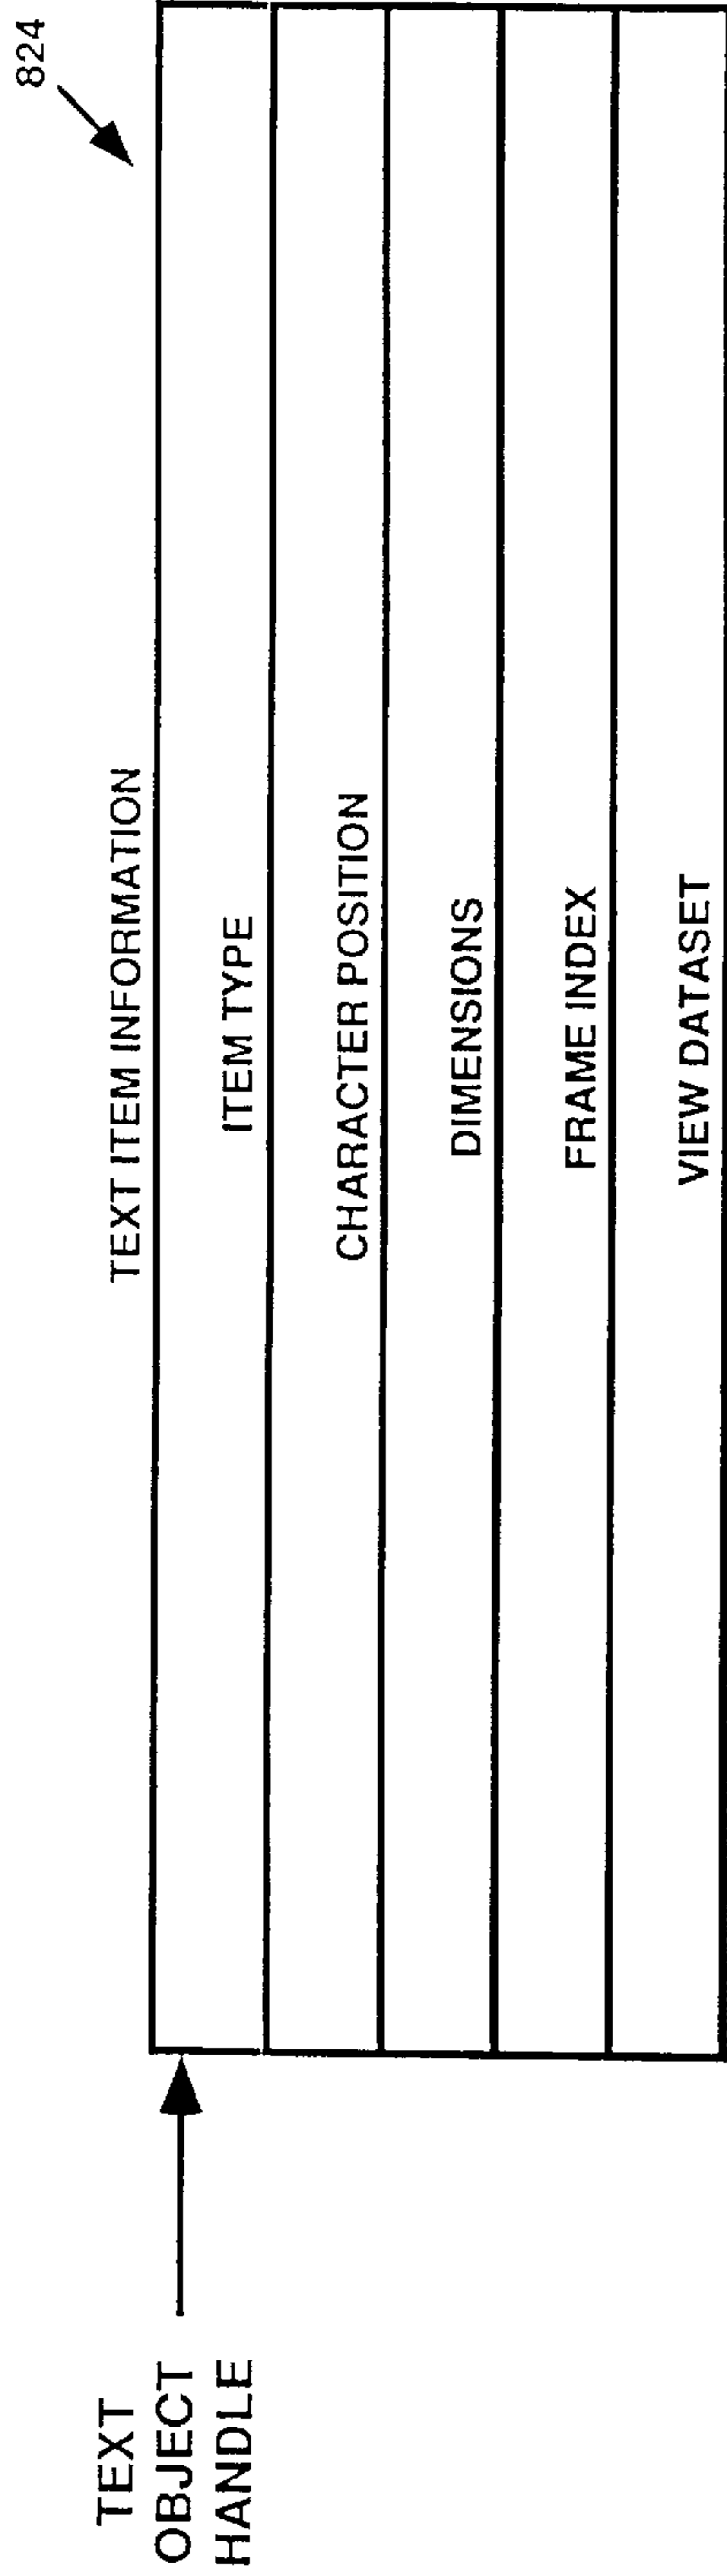 824
TEXT ITEM INFORMATION
TEXT
OBJECT
HANDLE
ITEM TYPE
CHARACTER POSITION
DIMENSIONS
FRAME INDEX
VIEW DATASET